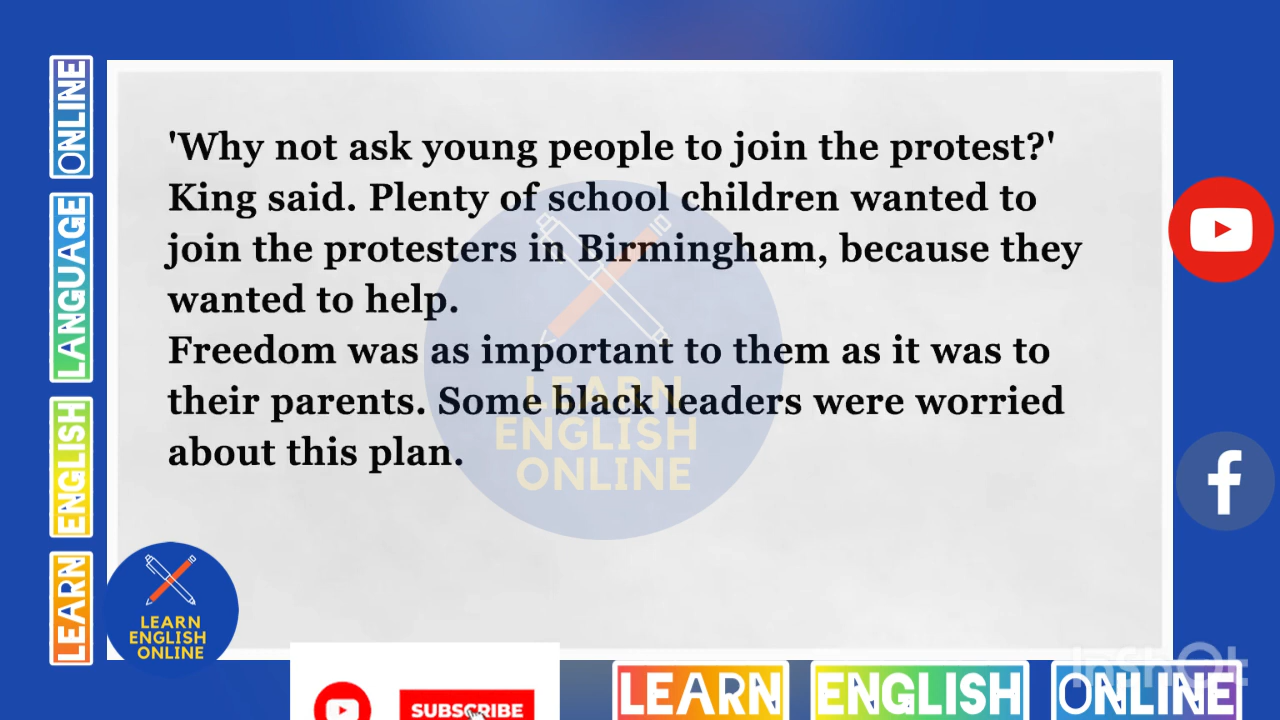 'Why not ask young people to join the protest?'
King said. Plenty of school children wanted to
join the protesters in Birmingham, because they
wanted to help.
Freedom was as important to them as it was to
their parents. Some black leaders were worried
about this plan.
LEARN
ENGLISH
ONLINE
LEARN ENGLISH LANGUAGE ONLINE
LEARN
ENGLISH
ONLINE
SUBSCRIBE
LEARN ENGLISH ONLINE
InShOt